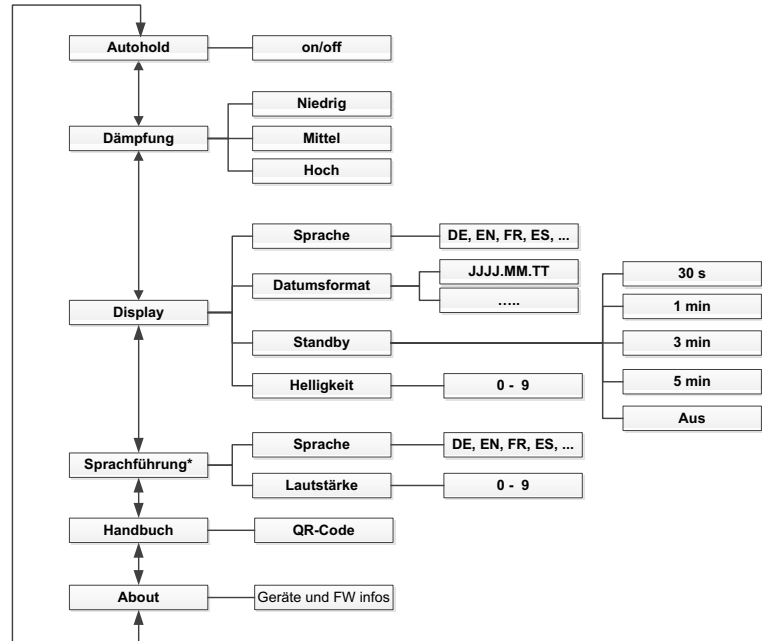 Autohold
on/off
Dämpfung
Niedrig
Mittel
Hoch
Display
Sprache
DE, EN, FR, ES, ...
Datumsformat
JJJJ.MM.TT
.....
Standby
30 s
1 min
3 min
5 min
Aus
Helligkeit
0 - 9
Sprachführung*
Sprache
DE, EN, FR, ES, ...
Lautstärke
0 - 9
Handbuch
QR-Code
About
Geräte und FW infos